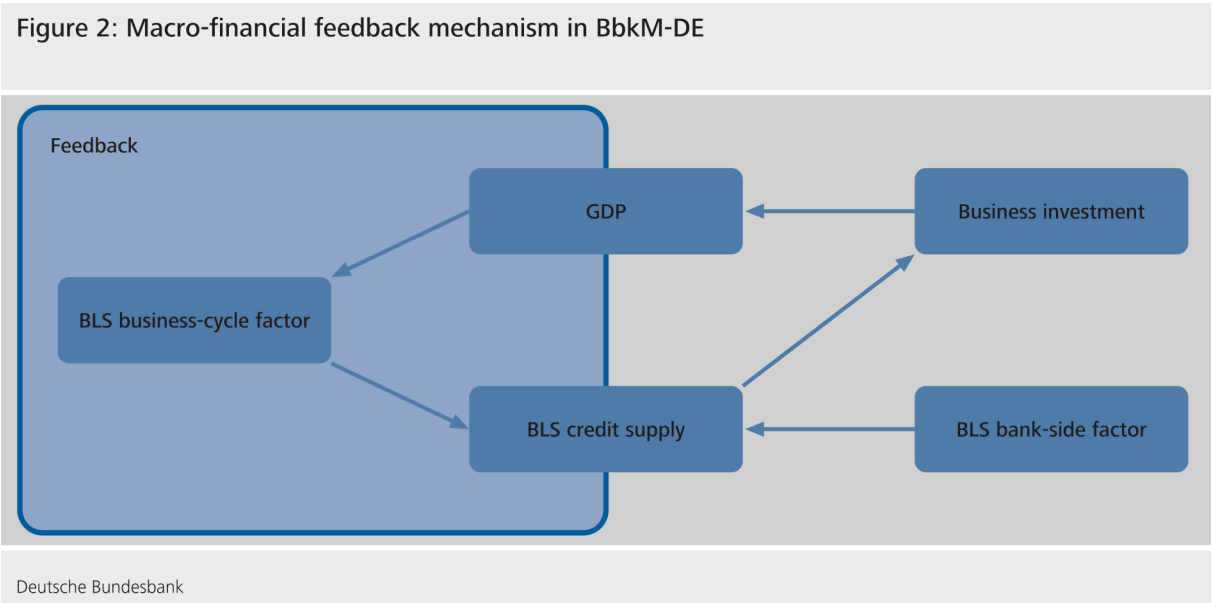 Figure 2: Macro-financial feedback mechanism in BbkM-DE
Feedback
GDP
Business investment
BLS business-cycle factor
BLS credit supply
BLS bank-side factor
Deutsche Bundesbank